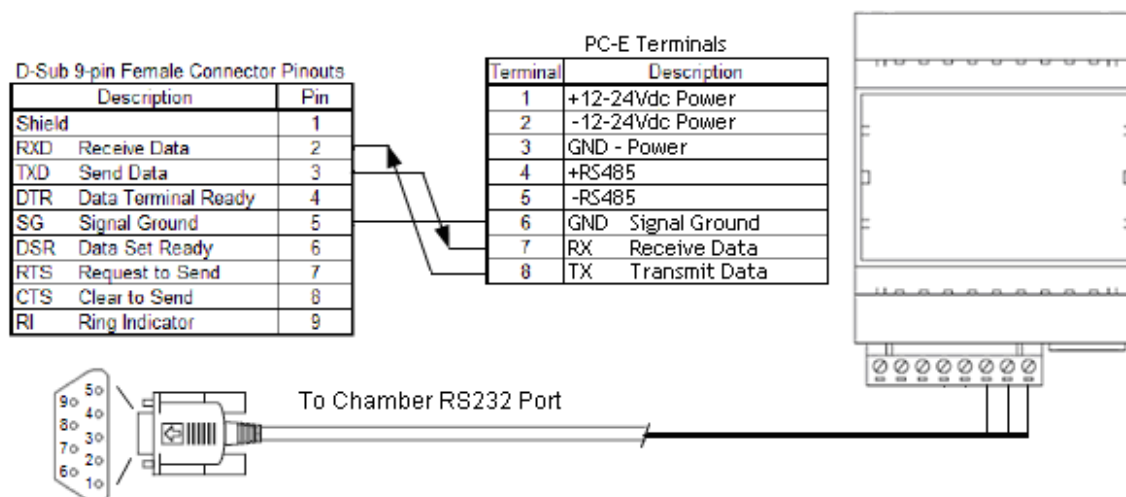 PC-E Terminals
D-Sub 9-pin Female Connector Pinouts
Description Pin
Shield 1
RXD Receive Data 2
TXD Send Data 3
DTR Data Terminal Ready 4
SG Signal Ground 5
DSR Data Set Ready 6
RTS Request to Send 7
CTS Clear to Send 8
RI Ring Indicator 9
Terminal Description
1 +12-24Vdc Power
2 -12-24Vdc Power
3 GND - Power
4 +RS485
5 -RS485
6 GND Signal Ground
7 RX Receive Data
8 TX Transmit Data
To Chamber RS232 Port
5
9
4
8
3
7
2
6
1